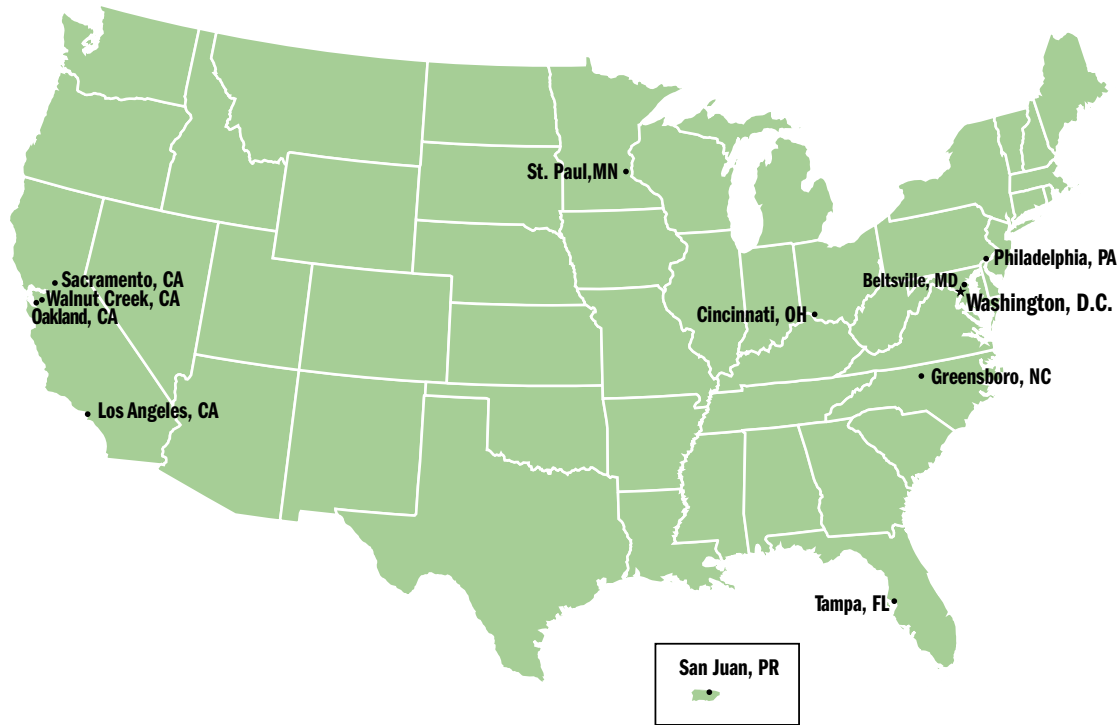 St. Paul,MN
Philadelphia, PA
Sacramento, CA
Beltsville, MD
Walnut Creek, CA
Washington, D.C.
Oakland, CA
Cincinnati, OH
Greensboro, NC
Los Angeles, CA
Tampa, FL
San Juan, PR